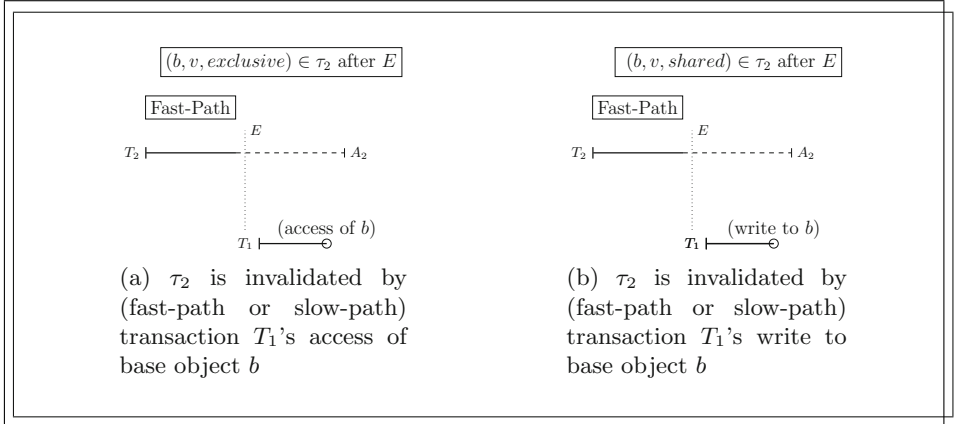 (b, v, exclusive) ∈ τ₂ after E
Fast-Path
E
T₂ A₂
(access of b)
T₁
(a) τ₂ is invalidated by
(fast-path or slow-path)
transaction T₁'s access of
base object b
(b, v, shared) ∈ τ₂ after E
Fast-Path
E
T₂ A₂
(write to b)
T₁
(b) τ₂ is invalidated by
(fast-path or slow-path)
transaction T₁'s write to
base object b